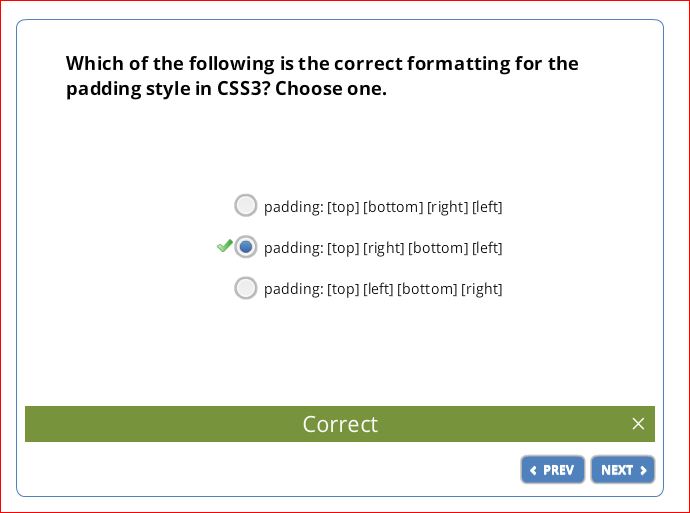 Which of the following is the correct formatting for the
padding style in CSS3? Choose one.
padding: [top] [bottom] [right] [left]
padding: [top] [right] [bottom] [left]
padding: [top] [left] [bottom] [right]
Correct
PREV NEXT